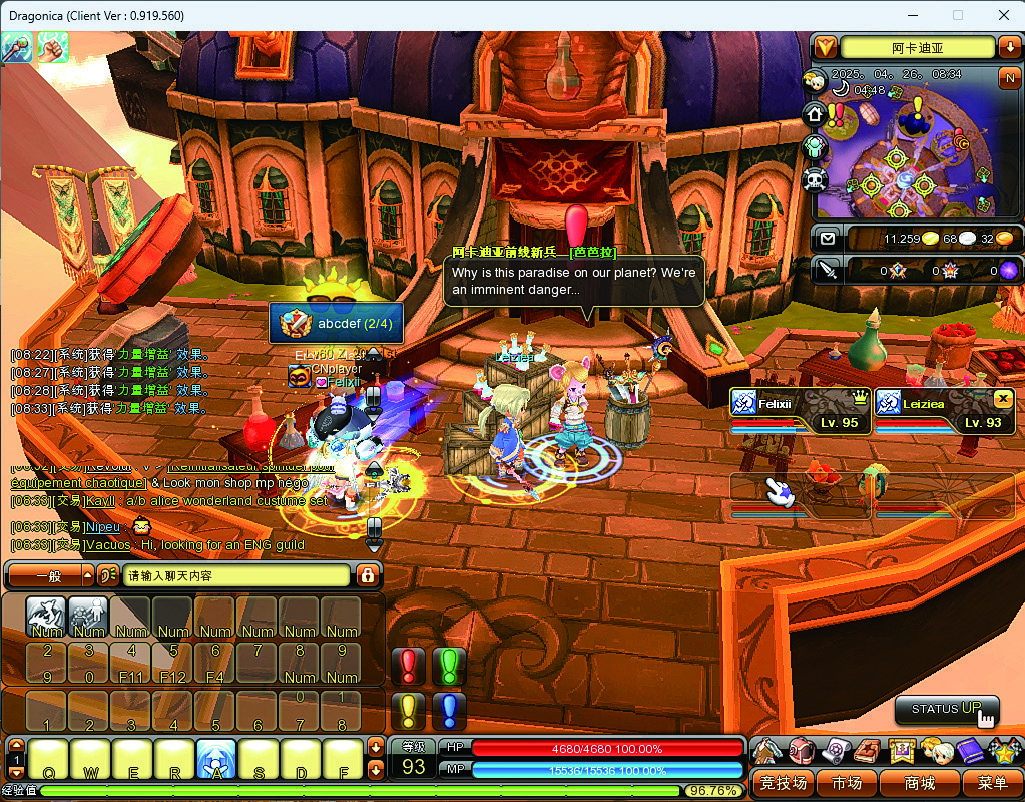 Dragonica (Client Ver : 0.919.560)
阿卡迪亚
2025. 04. 26. 08:34
04:48
N
11.259 68 32
0 0 0
阿卡迪亚前线新兵 [芭芭拉]
Why is this paradise on our planet? We're
an imminent danger...
abcdef (2/4)
CNplayer
Felixii
Leiziea
[08:22][系统]获得'力量增益' 效果。
[08:27][系统]获得'力量增益' 效果。
[08:28][系统]获得'力量增益' 效果。
[08:33][系统]获得'力量增益' 效果。
équipement chaotique] & Look mon shop mp négo
[08:33][交易]Kayll : a/b alice wonderland custume set
[08:33][交易]Nipeu :
[08:33][交易]Vacuos : Hi, looking for an ENG guild
Felixii
Lv. 95
Leiziea
Lv. 93
一般
请输入聊天内容
Num Num Num Num Num Num Num Num
2 3 4 5 6 7 8 9
9 0 F11 F12 F4 Num Num
0 1
1 2 3 4 5 6 7 8
STATUS UP
1
Q W E R A S D F
等级
93
HP 4680/4680 100.00%
MP 15536/15536 100.00%
竞技场 市场 商城 菜单
经验值 96.76%